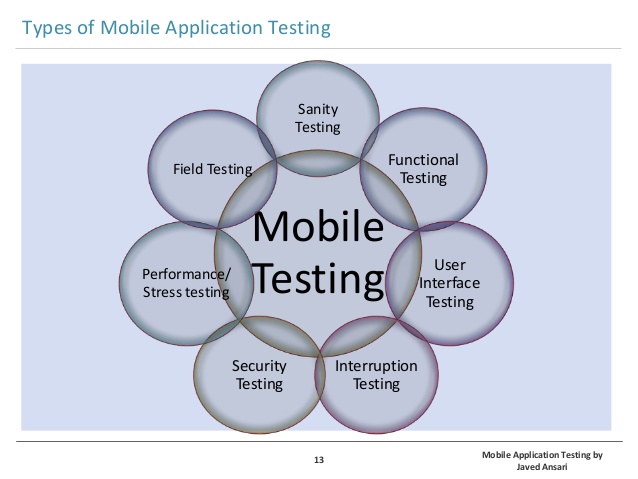 Types of Mobile Application Testing
Sanity
Testing
Functional
Testing
User
Interface
Testing
Interruption
Testing
Security
Testing
Performance/
Stress testing
Field Testing
Mobile
Testing
13
Mobile Application Testing by
Javed Ansari